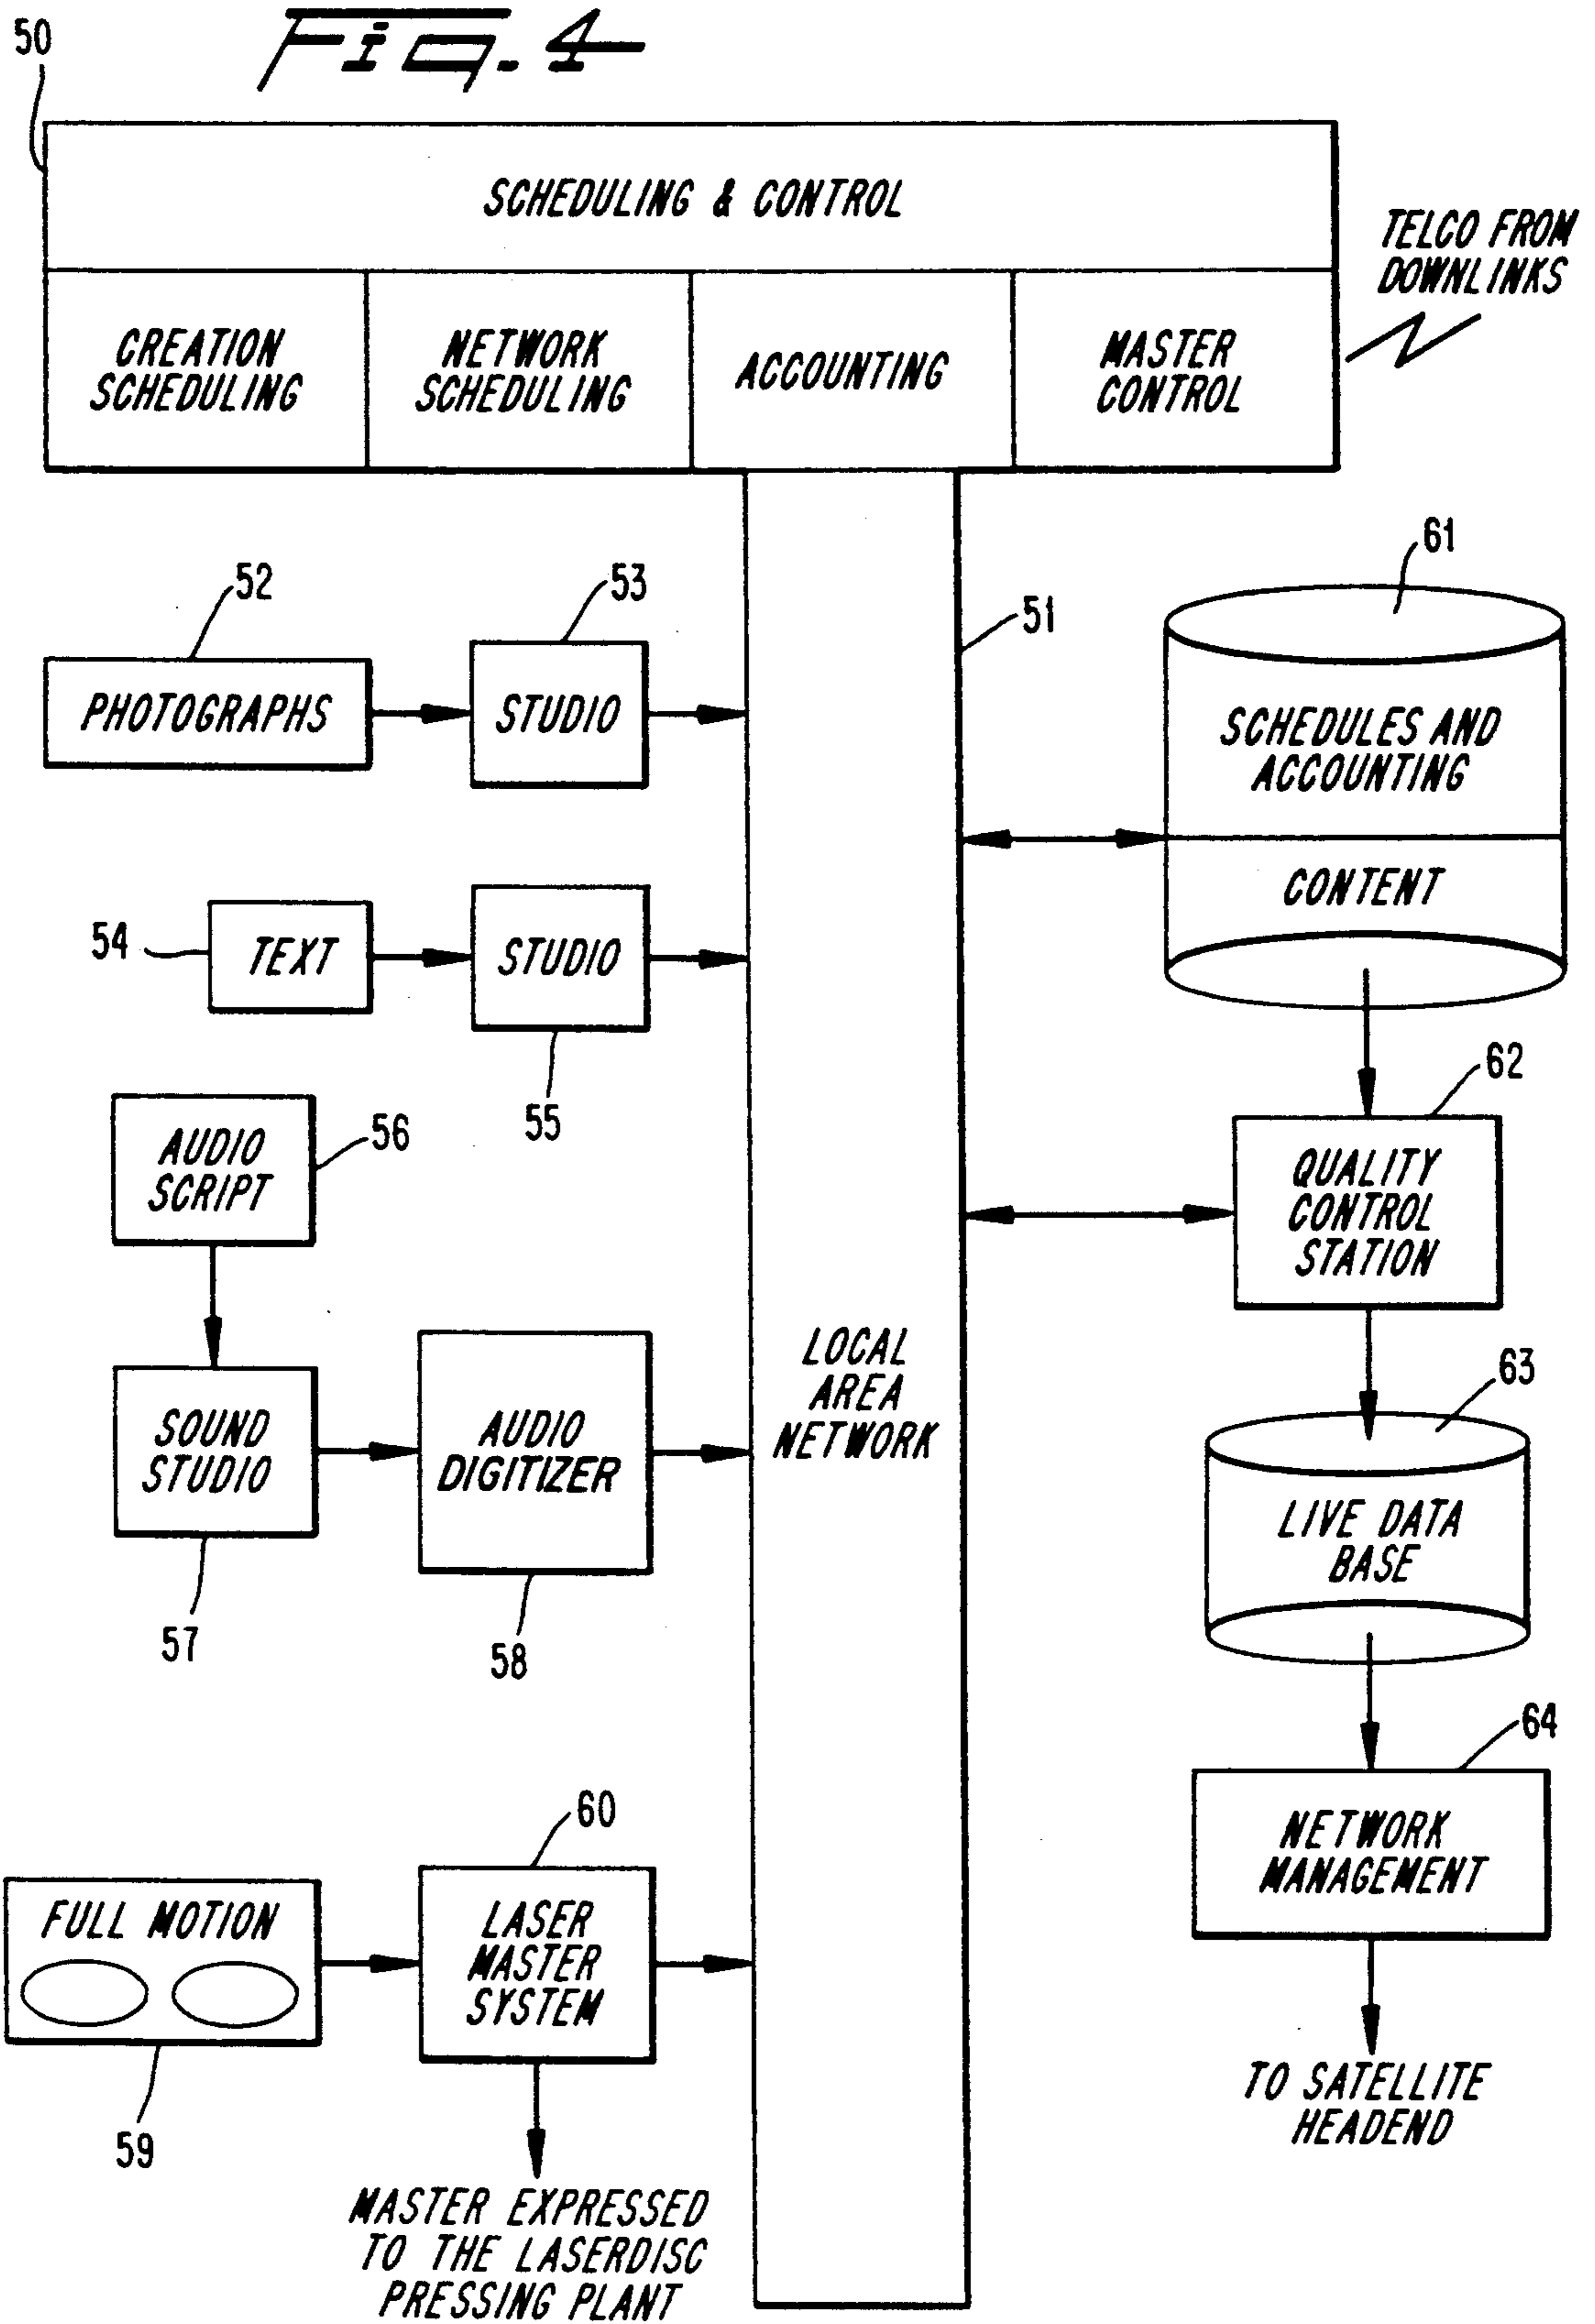 Fig. 4
50
SCHEDULING & CONTROL
TELCO FROM
DOWNLINKS
CREATION
SCHEDULING
NETWORK
SCHEDULING
ACCOUNTING
MASTER
CONTROL
52
PHOTOGRAPHS
53
STUDIO
51
61
SCHEDULES AND
ACCOUNTING
CONTENT
54
TEXT
STUDIO
55
56
AUDIO
SCRIPT
62
QUALITY
CONTROL
STATION
SOUND
STUDIO
57
AUDIO
DIGITIZER
58
LOCAL
AREA
NETWORK
63
LIVE DATA
BASE
64
NETWORK
MANAGEMENT
TO SATELLITE
HEADEND
FULL MOTION
59
60
LASER
MASTER
SYSTEM
MASTER EXPRESSED
TO THE LASERDISC
PRESSING PLANT